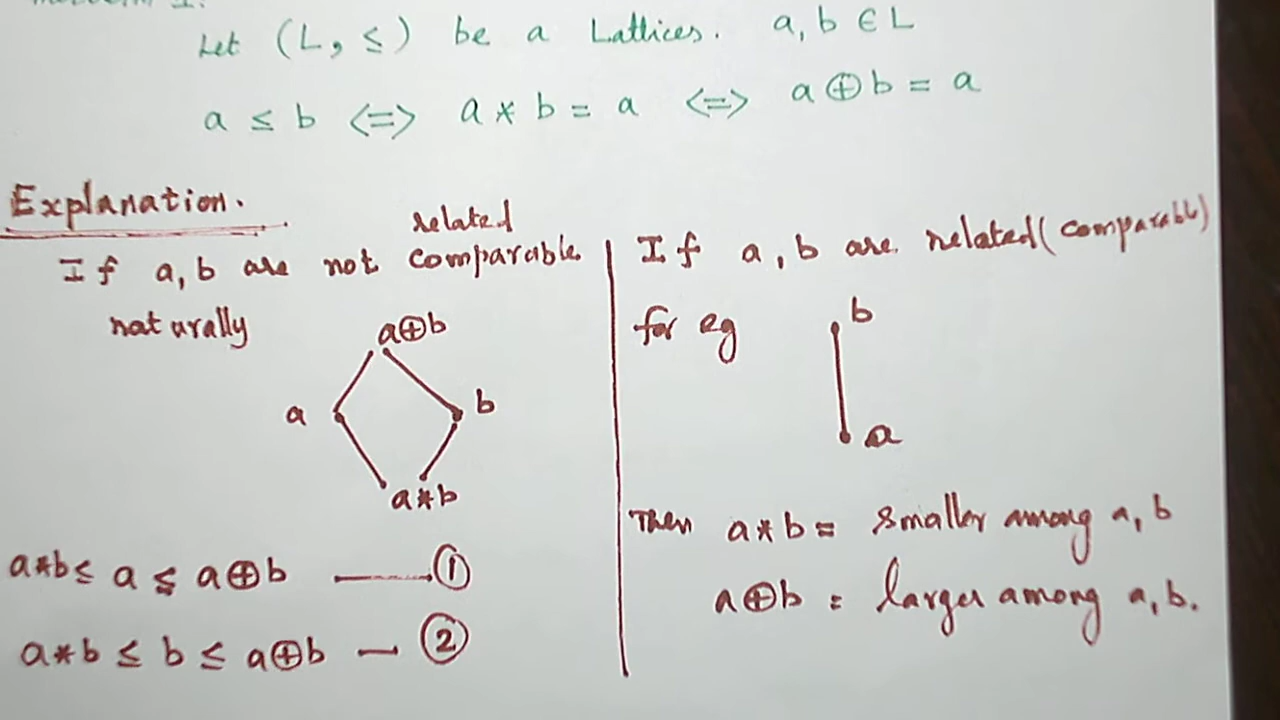 Let (L, ≤) be a Lattices. a, b ∈ L
a ≤ b <=> a * b = a <=> a ⊕ b = a
Explanation.
related
If a, b are not comparable
naturally
a⊕b
a
b
a*b
a*b ≤ a ≤ a⊕b — ①
a*b ≤ b ≤ a⊕b — ②
If a, b are related (comparable)
for eg
b
a
Then a*b = smaller among a, b
a⊕b = larger among a, b.